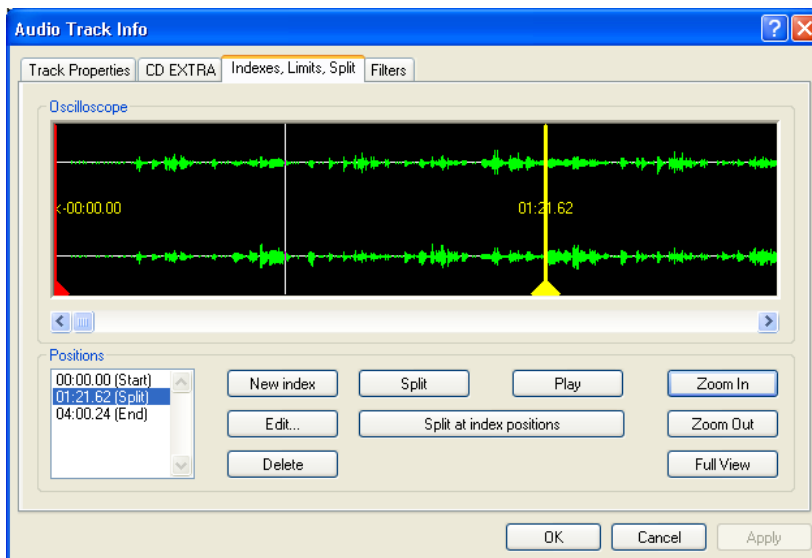 Audio Track Info
Track Properties CD EXTRA Indexes, Limits, Split Filters
Oscilloscope
<-00:00.00 01:21.62
Positions
00:00.00 (Start)
01:21.62 (Split)
04:00.24 (End)
New index Split Play Zoom In
Edit... Split at index positions Zoom Out
Delete Full View
OK Cancel Apply